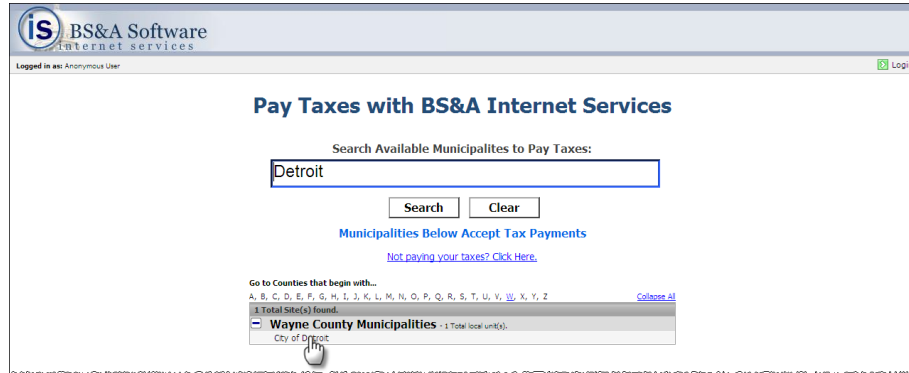 iS BS&A Software
internet services
Logged in as: Anonymous User
Logi
Pay Taxes with BS&A Internet Services
Search Available Municipalites to Pay Taxes:
Detroit
Search Clear
Municipalities Below Accept Tax Payments
Not paying your taxes? Click Here.
Go to Counties that begin with...
A, B, C, D, E, F, G, H, I, J, K, L, M, N, O, P, Q, R, S, T, U, V, W, X, Y, Z Collapse All
1 Total Site(s) found.
Wayne County Municipalities - 1 Total local unit(s).
City of Detroit